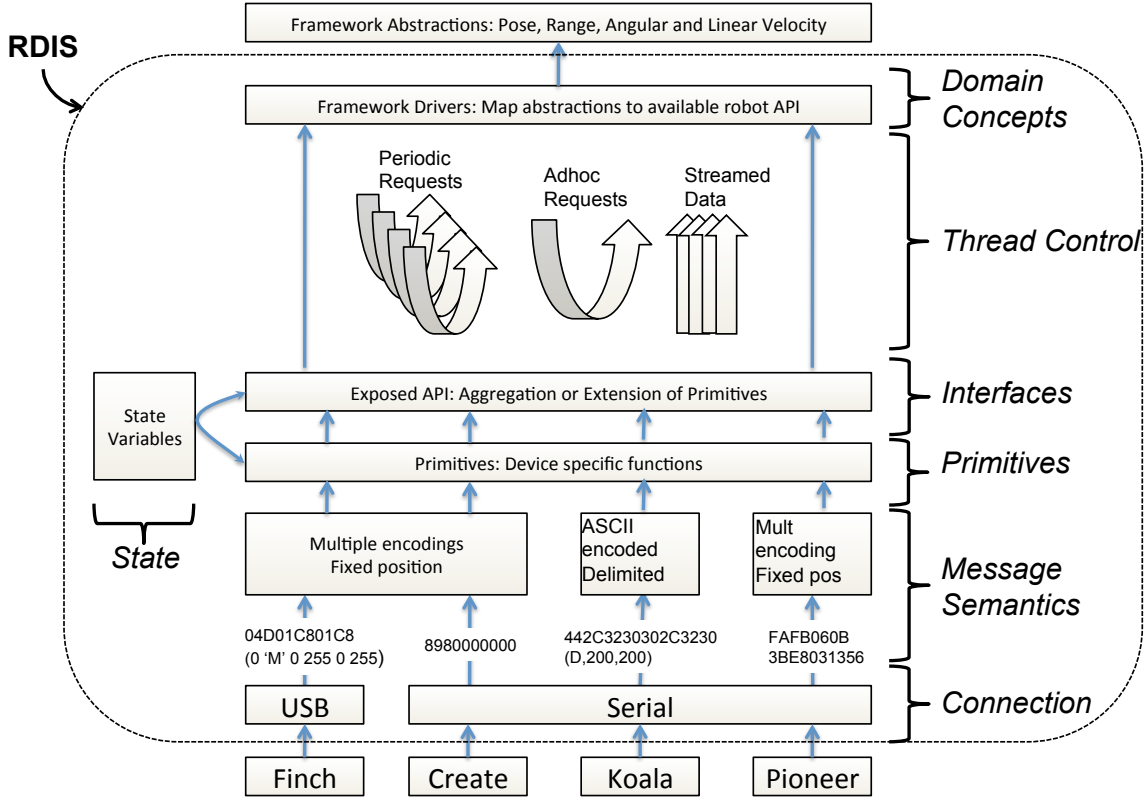 Framework Abstractions: Pose, Range, Angular and Linear Velocity
RDIS
Framework Drivers: Map abstractions to available robot API
Domain
Concepts
Periodic
Requests
Adhoc
Requests
Streamed
Data
Thread Control
State
Variables
Exposed API: Aggregation or Extension of Primitives
Interfaces
Primitives: Device specific functions
Primitives
State
Multiple encodings
Fixed position
ASCII
encoded
Delimited
Mult
encoding
Fixed pos
Message
Semantics
04D01C801C8
(0 ‘M’ 0 255 0 255)
8980000000
442C3230302C3230
(D,200,200)
FAFB060B
3BE8031356
USB
Serial
Connection
Finch
Create
Koala
Pioneer